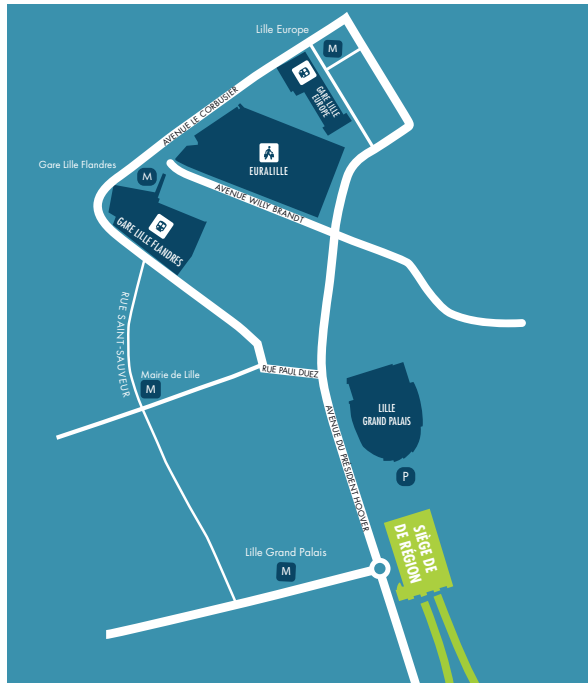 Lille Europe
M
AVENUE LE CORBUSIER
GARE LILLE
EUROPE
EURALILLE
Gare Lille Flandres
M
AVENUE WILLY BRANDT
GARE LILLE FLANDRES
RUE SAINT-SAUVEUR
RUE PAUL DUEZ
Mairie de Lille
M
LILLE
GRAND PALAIS
AVENUE DU PRÉSIDENT HOOVER
P
SIÈGE DE
DE RÉGION
Lille Grand Palais
M